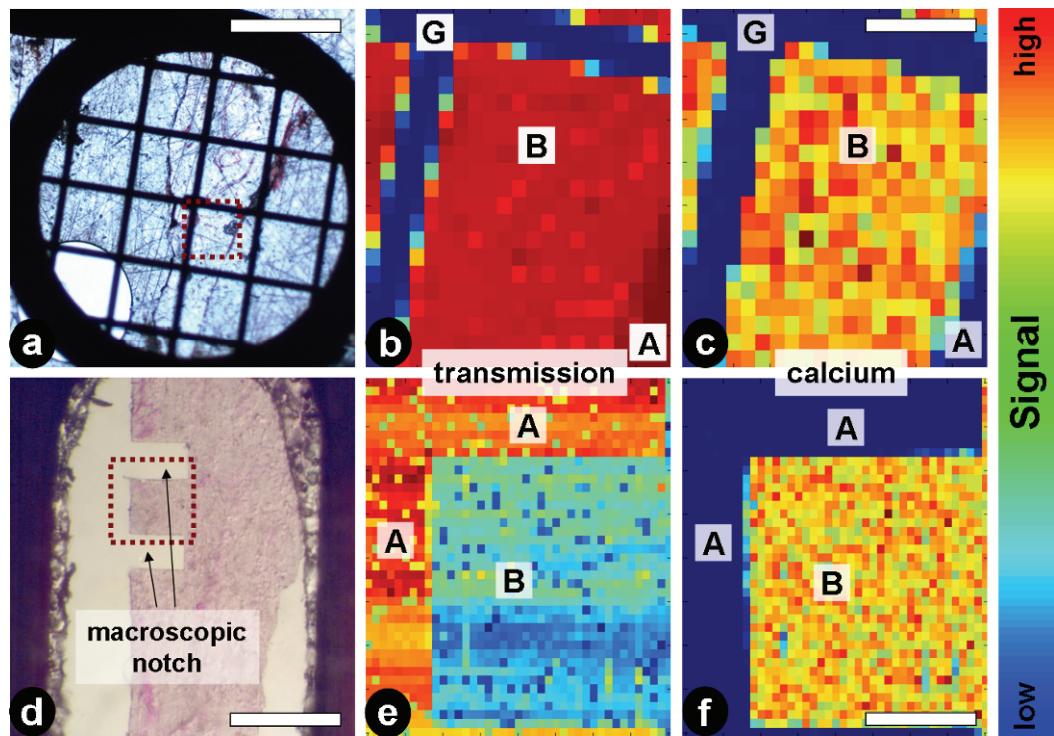 G
B
A
a
b
c
G
B
A
high
Signal
low
transmission
calcium
macroscopic
notch
d
A
A
B
e
A
A
B
f